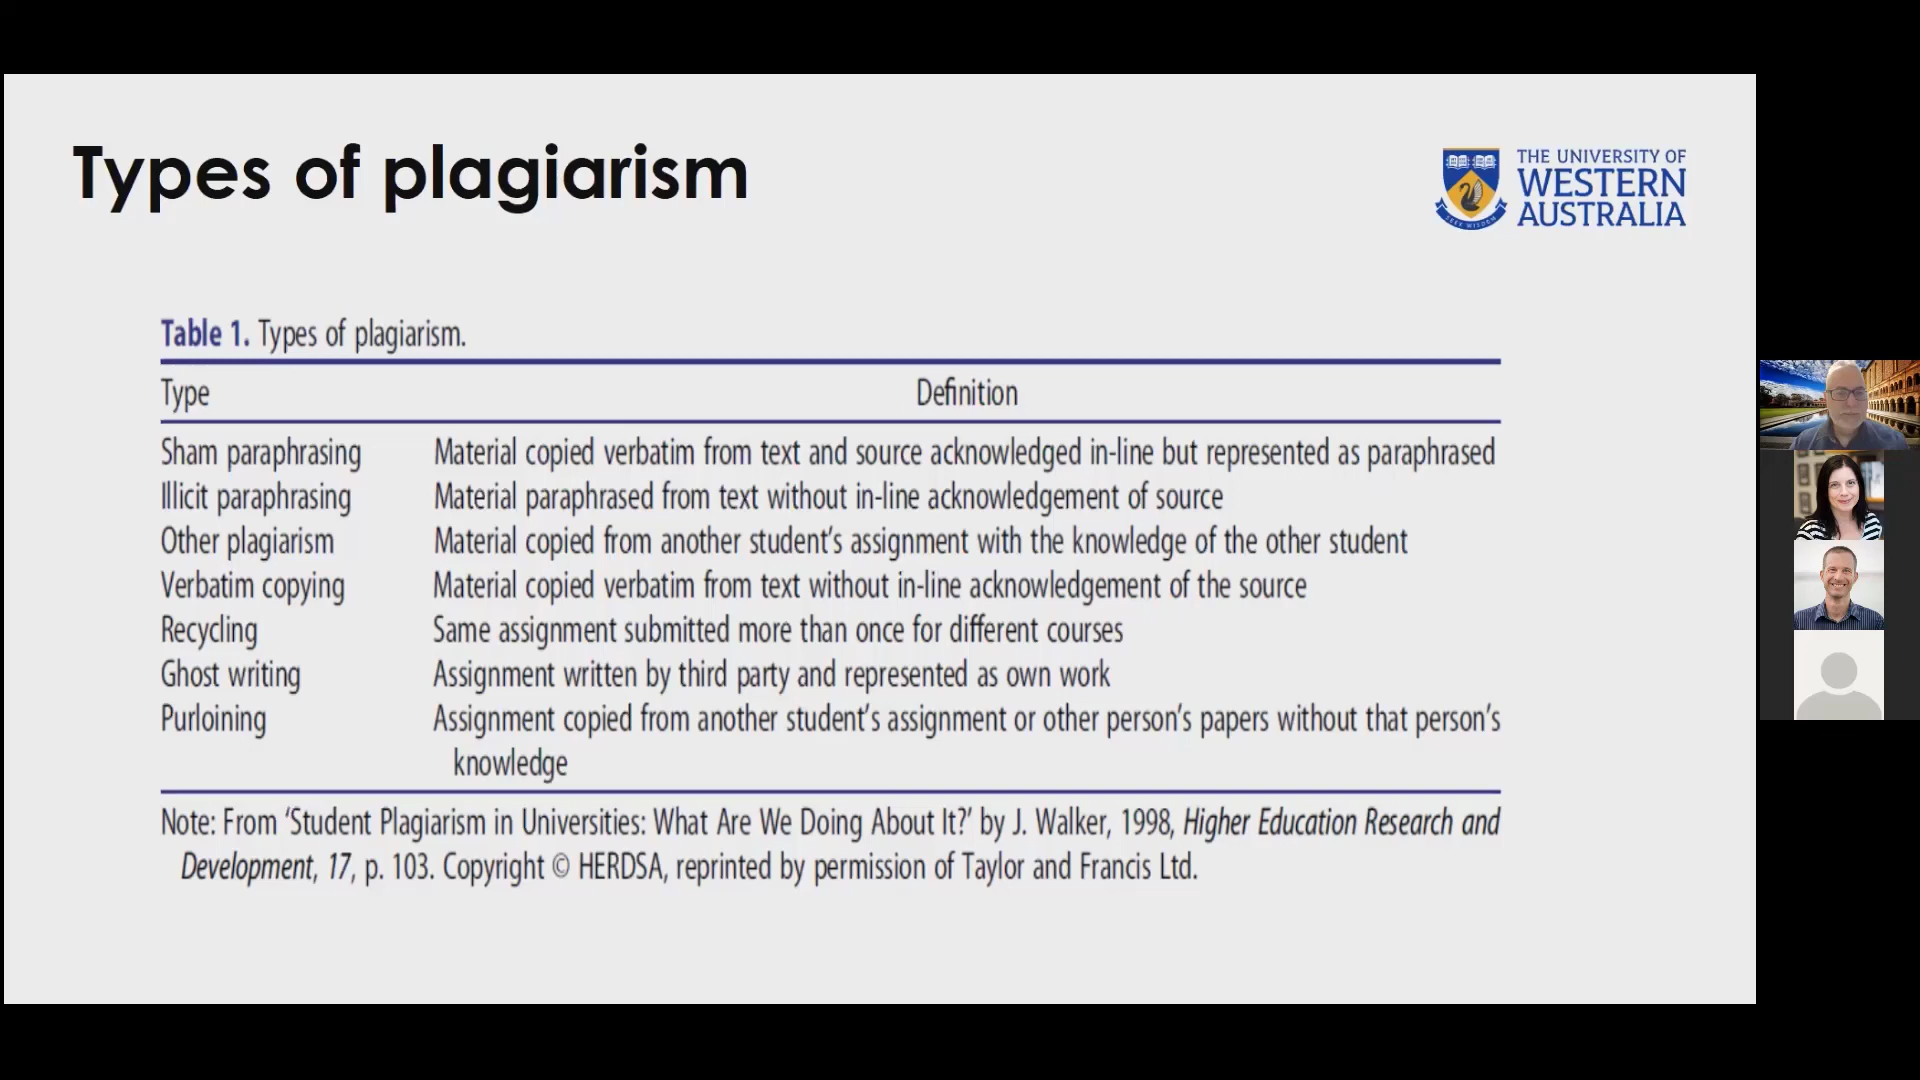 Types of plagiarism
THE UNIVERSITY OF
WESTERN
AUSTRALIA
SEEK WISDOM
Table 1. Types of plagiarism.
Type Definition
Sham paraphrasing Material copied verbatim from text and source acknowledged in-line but represented as paraphrased
Illicit paraphrasing Material paraphrased from text without in-line acknowledgement of source
Other plagiarism Material copied from another student's assignment with the knowledge of the other student
Verbatim copying Material copied verbatim from text without in-line acknowledgement of the source
Recycling Same assignment submitted more than once for different courses
Ghost writing Assignment written by third party and represented as own work
Purloining Assignment copied from another student's assignment or other person's papers without that person's
knowledge
Note: From ‘Student Plagiarism in Universities: What Are We Doing About It?’ by J. Walker, 1998, Higher Education Research and
Development, 17, p. 103. Copyright © HERDSA, reprinted by permission of Taylor and Francis Ltd.